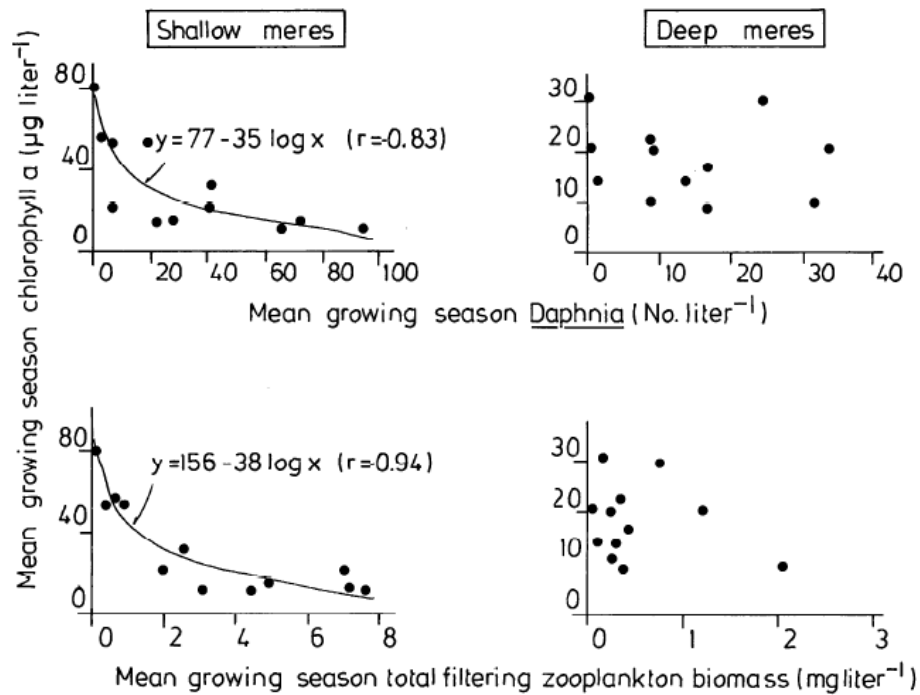 Shallow meres
Deep meres
Mean growing season chlorophyll a (µg liter⁻¹)
80
40
0
y=77-35 log x (r=-0.83)
0 20 40 60 80 100
30
20
10
0
0 10 20 30 40
Mean growing season Daphnia (No. liter⁻¹)
80
40
0
y=156-38 log x (r=-0.94)
0 2 4 6 8
30
20
10
0
0 1 2 3
Mean growing season total filtering zooplankton biomass (mg liter⁻¹)